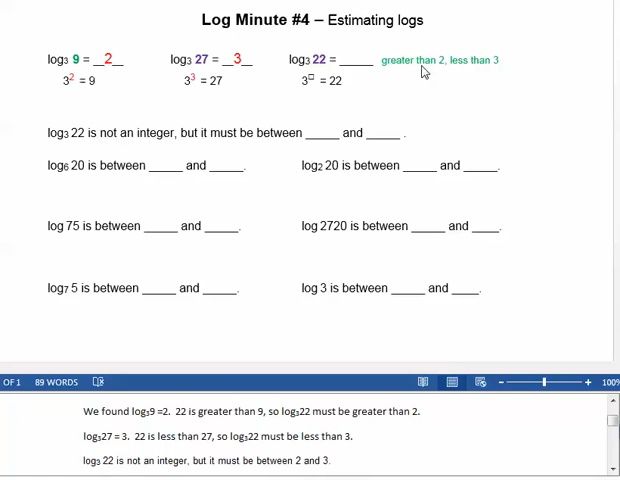 Log Minute #4 – Estimating logs
log₃ 9 = __2__ log₃ 27 = __3__ log₃ 22 = _____ greater than 2, less than 3
3² = 9 3³ = 27 3□ = 22
log₃ 22 is not an integer, but it must be between _____ and _____ .
log₆ 20 is between _____ and _____. log₂ 20 is between _____ and _____.
log 75 is between _____ and _____. log 2720 is between _____ and ____.
log₇ 5 is between _____ and _____. log 3 is between _____ and ____.
OF 1 89 WORDS 100%
We found log₃9 =2. 22 is greater than 9, so log₃22 must be greater than 2.
log₃27 = 3. 22 is less than 27, so log₃22 must be less than 3.
log₃ 22 is not an integer, but it must be between 2 and 3.